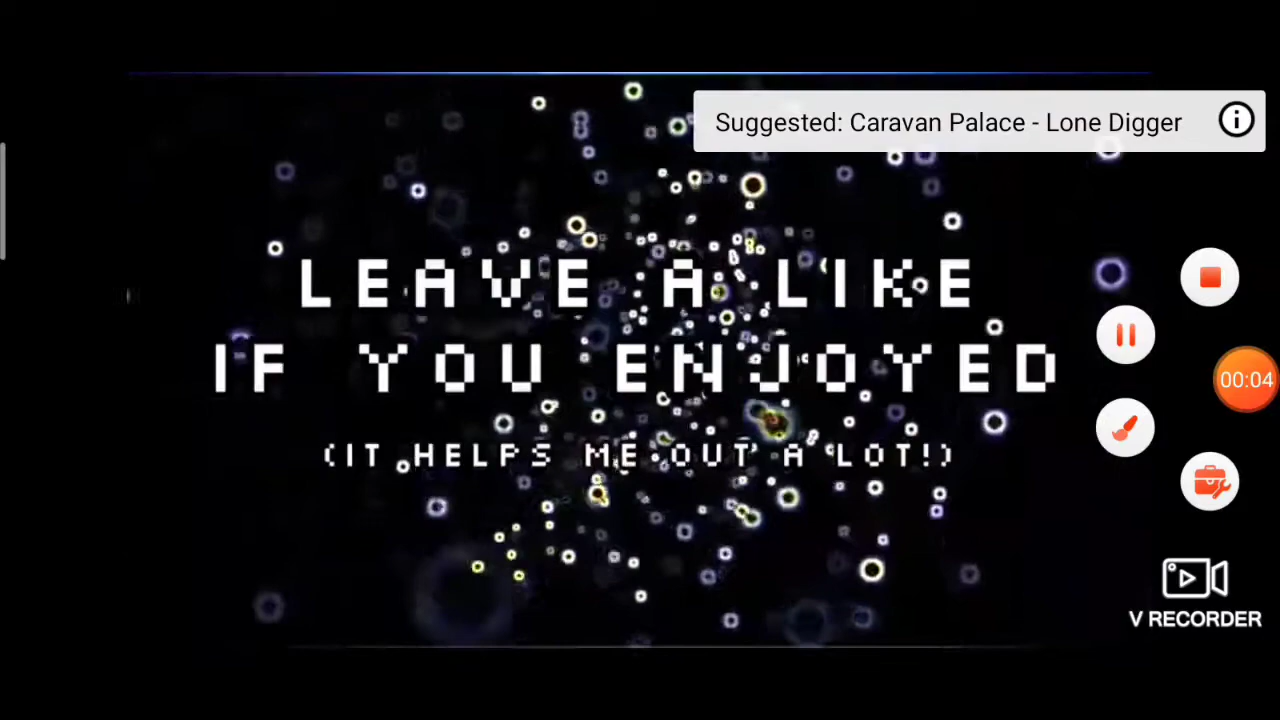 Suggested: Caravan Palace - Lone Digger
LEAVE A LIKE
IF YOU ENJOYED
(IT HELPS ME OUT A LOT!)
00:04
V RECORDER